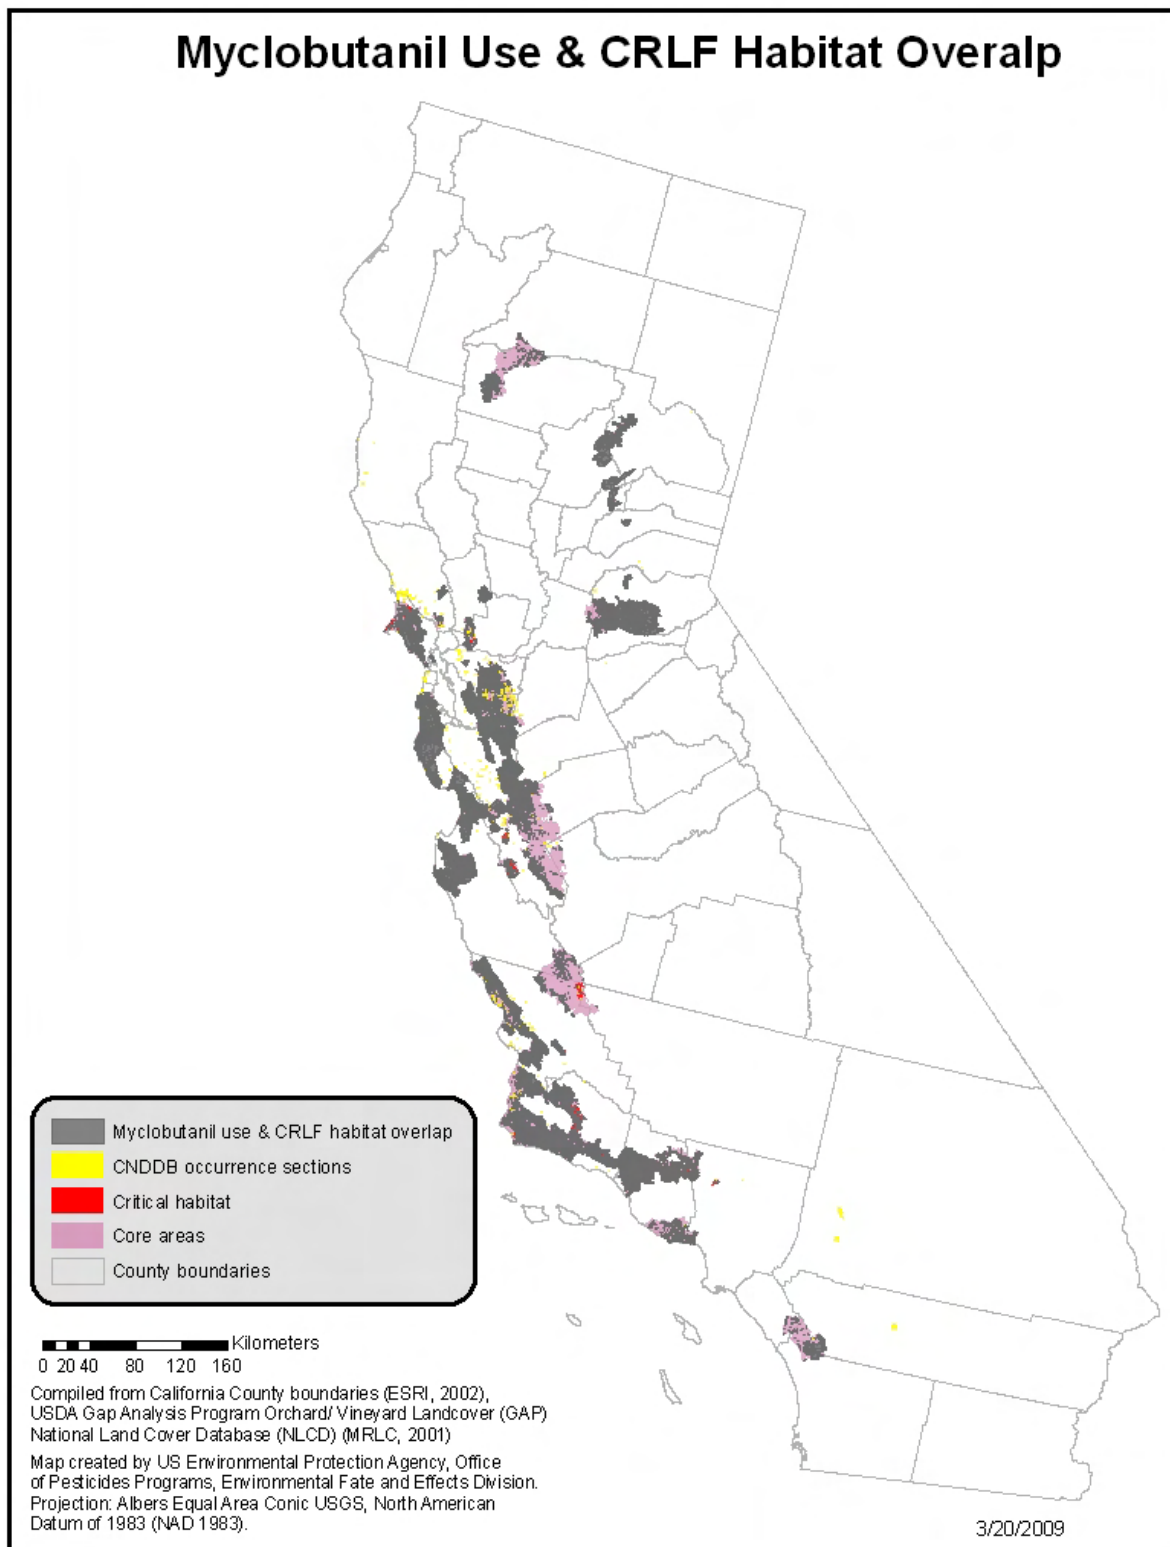 Myclobutanil Use & CRLF Habitat Overalp
Myclobutanil use & CRLF habitat overlap
CNDDB occurrence sections
Critical habitat
Core areas
County boundaries
Kilometers
0 20 40 80 120 160
Compiled from California County boundaries (ESRI, 2002),
USDA Gap Analysis Program Orchard/ Vineyard Landcover (GAP)
National Land Cover Database (NLCD) (MRLC, 2001)
Map created by US Environmental Protection Agency, Office
of Pesticides Programs, Environmental Fate and Effects Division.
Projection: Albers Equal Area Conic USGS, North American
Datum of 1983 (NAD 1983).
3/20/2009